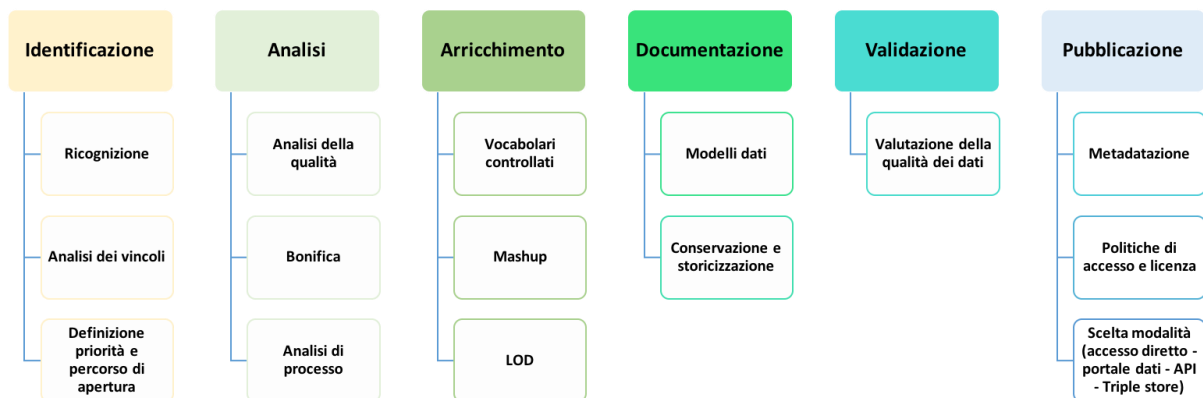 Identificazione
Ricognizione
Analisi dei vincoli
Definizione
priorità e
percorso di
apertura
Analisi
Analisi della
qualità
Bonifica
Analisi di
processo
Arricchimento
Vocabolari
controllati
Mashup
LOD
Documentazione
Modelli dati
Conservazione e
storicizzazione
Validazione
Valutazione della
qualità dei dati
Pubblicazione
Metadatazione
Politiche di
accesso e licenza
Scelta modalità
(accesso diretto -
portale dati - API
- Triple store)